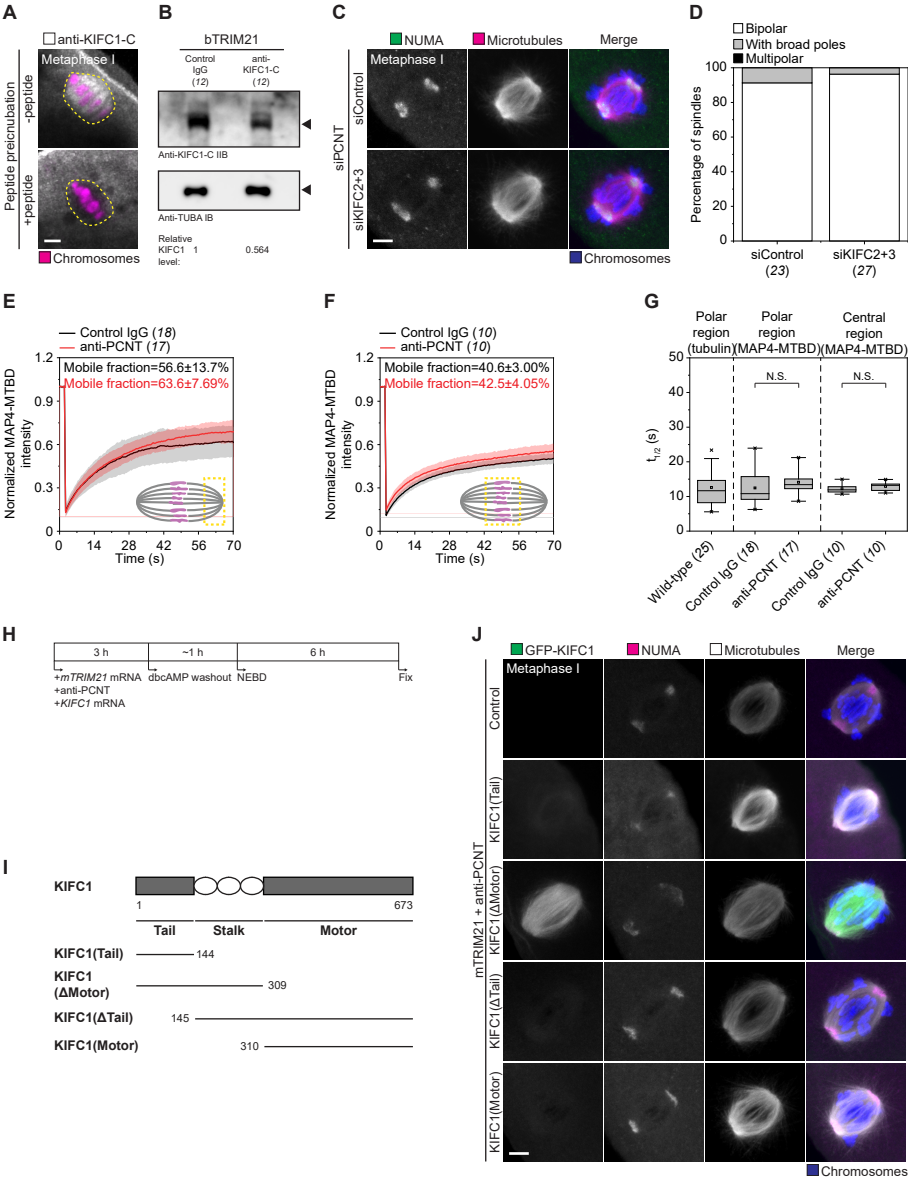 A
anti-KIFC1-C
Metaphase I
Peptide preicnubation
-peptide
+peptide
Chromosomes
B
bTRIM21
Control IgG (12)
anti-KIFC1-C (12)
Anti-KIFC1-C IIB
Anti-TUBA IB
Relative KIFC1 level:
1
0.564
C
NUMA
Microtubules
Merge
Metaphase I
siPCNT
siControl
siKIFC2+3
Chromosomes
D
Bipolar
With broad poles
Multipolar
Percentage of spindles
100
80
60
40
20
0
siControl (23)
siKIFC2+3 (27)
E
Control IgG (18)
anti-PCNT (17)
Mobile fraction=56.6±13.7%
Mobile fraction=63.6±7.69%
Normalized MAP4-MTBD intensity
1.2
0.9
0.6
0.3
0
0 14 28 42 56 70
Time (s)
F
Control IgG (10)
anti-PCNT (10)
Mobile fraction=40.6±3.00%
Mobile fraction=42.5±4.05%
Normalized MAP4-MTBD intensity
1.2
0.9
0.6
0.3
0
0 14 28 42 56 70
Time (s)
G
Polar region (tubulin)
Polar region (MAP4-MTBD)
Central region (MAP4-MTBD)
N.S.
N.S.
t1/2 (s)
50
40
30
20
10
0
Wild-type (25)
Control IgG (18)
anti-PCNT (17)
Control IgG (10)
anti-PCNT (10)
H
3 h
~1 h
6 h
+mTRIM21 mRNA
+anti-PCNT
+KIFC1 mRNA
dbcAMP washout
NEBD
Fix
I
KIFC1
1
673
Tail
Stalk
Motor
KIFC1(Tail)
144
KIFC1
(ΔMotor)
309
KIFC1(ΔTail)
145
KIFC1(Motor)
310
J
GFP-KIFC1
NUMA
Microtubules
Merge
Metaphase I
mTRIM21 + anti-PCNT
Control
KIFC1(Tail)
KIFC1(ΔMotor)
KIFC1(ΔTail)
KIFC1(Motor)
Chromosomes